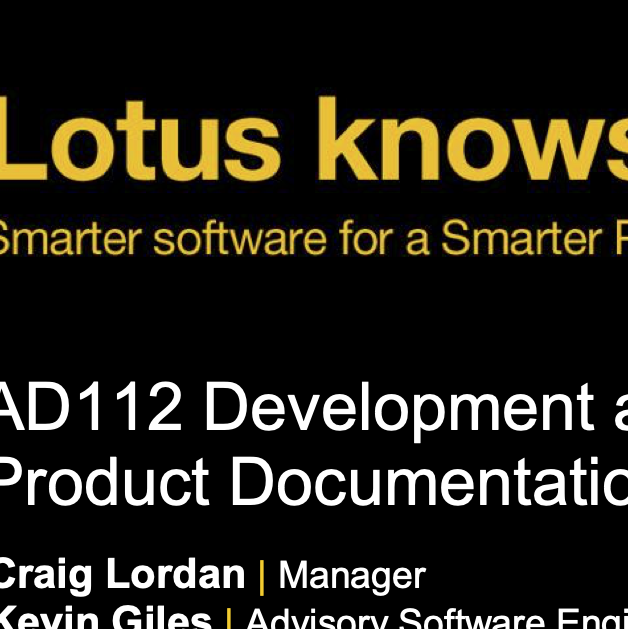 Lotus knows
Smarter software for a Smarter P
AD112 Development a
Product Documentatio
Craig Lordan | Manager
Kevin Giles | Advisory Software Engi